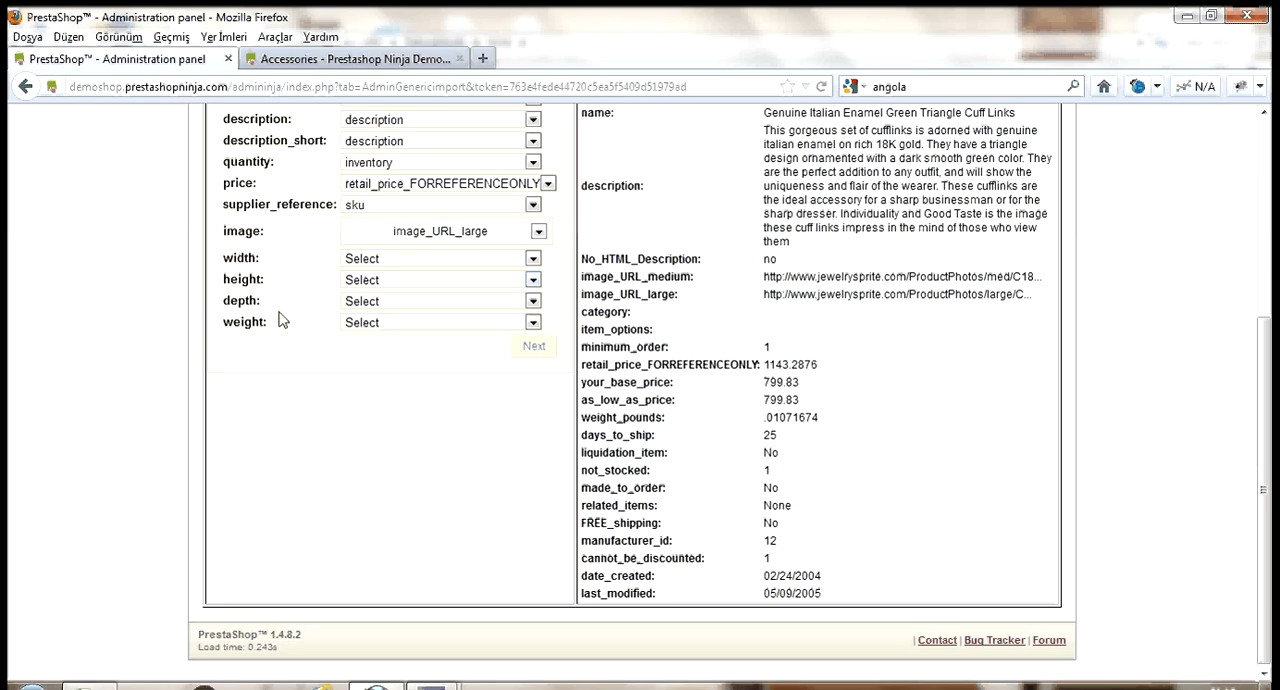 PrestaShop™ - Administration panel - Mozilla Firefox
Dosya Düzen Görünüm Geçmiş Yer İmleri Araçlar Yardım
PrestaShop™ - Administration panel × Accessories - Prestashop Ninja Demo... × +
demoshop.prestashopninja.com/adminninja/index.php?tab=AdminGenericimport&token=763e4fede44720c5ea5f5409d51979ad angola N/A
description: description
description_short: description
quantity: inventory
price: retail_price_FORREFERENCEONLY
supplier_reference: sku
image: image_URL_large
width: Select
height: Select
depth: Select
weight: Select
Next
name: Genuine Italian Enamel Green Triangle Cuff Links
This gorgeous set of cufflinks is adorned with genuine
italian enamel on rich 18K gold. They have a triangle
design ornamented with a dark smooth green color. They
are the perfect addition to any outfit, and will show the
description: uniqueness and flair of the wearer. These cufflinks are
the ideal accessory for a sharp businessman or for the
sharp dresser. Individuality and Good Taste is the image
these cuff links impress in the mind of those who view
them
No_HTML_Description: no
image_URL_medium: http://www.jewelrysprite.com/ProductPhotos/med/C18...
image_URL_large: http://www.jewelrysprite.com/ProductPhotos/large/C...
category:
item_options:
minimum_order: 1
retail_price_FORREFERENCEONLY: 1143.2876
your_base_price: 799.83
as_low_as_price: 799.83
weight_pounds: .01071674
days_to_ship: 25
liquidation_item: No
not_stocked: 1
made_to_order: No
related_items: None
FREE_shipping: No
manufacturer_id: 12
cannot_be_discounted: 1
date_created: 02/24/2004
last_modified: 05/09/2005
PrestaShop™ 1.4.8.2
Load time: 0.243s
| Contact | Bug Tracker | Forum